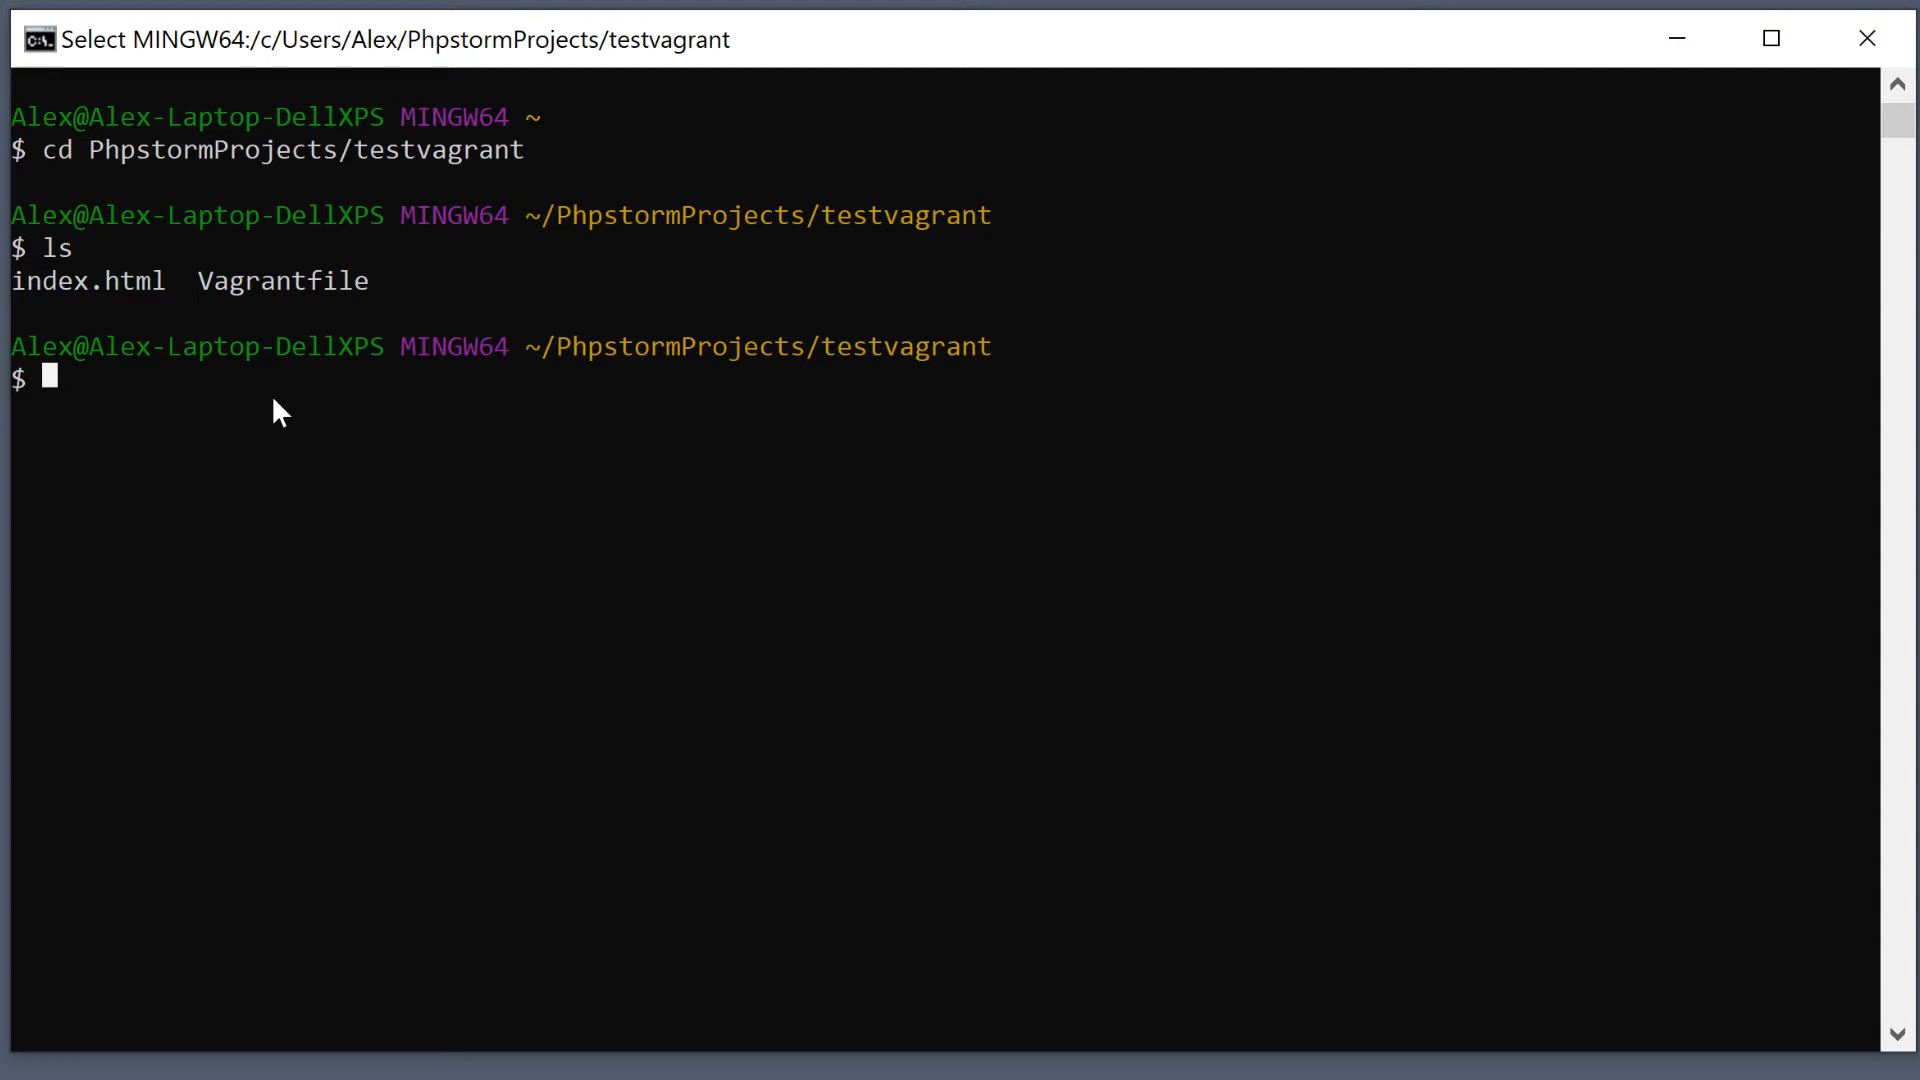 Select MINGW64:/c/Users/Alex/PhpstormProjects/testvagrant
Alex@Alex-Laptop-DellXPS MINGW64 ~
$ cd PhpstormProjects/testvagrant
Alex@Alex-Laptop-DellXPS MINGW64 ~/PhpstormProjects/testvagrant
$ ls
index.html  Vagrantfile
Alex@Alex-Laptop-DellXPS MINGW64 ~/PhpstormProjects/testvagrant
$